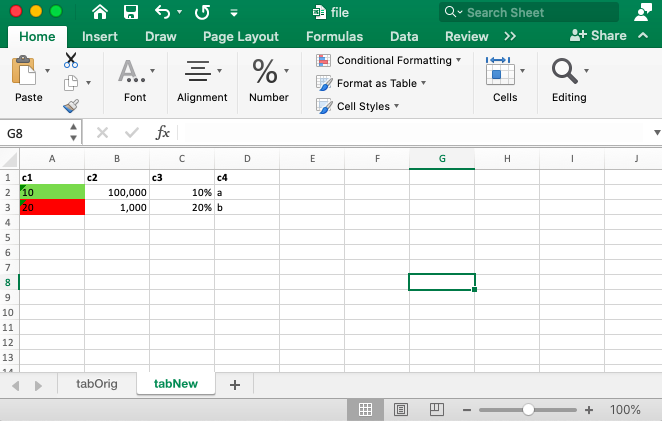 file
Search Sheet
Home Insert Draw Page Layout Formulas Data Review >> Share
Paste
A..
Font
Alignment
%
Number
Conditional Formatting
Format as Table
Cell Styles
Cells
Editing
G8 fx
A B C D E F G H I J
1 c1 c2 c3 c4
2 10 100,000 10% a
3 20 1,000 20% b
4
5
6
7
8
9
10
11
12
13
14
tabOrig tabNew +
100%